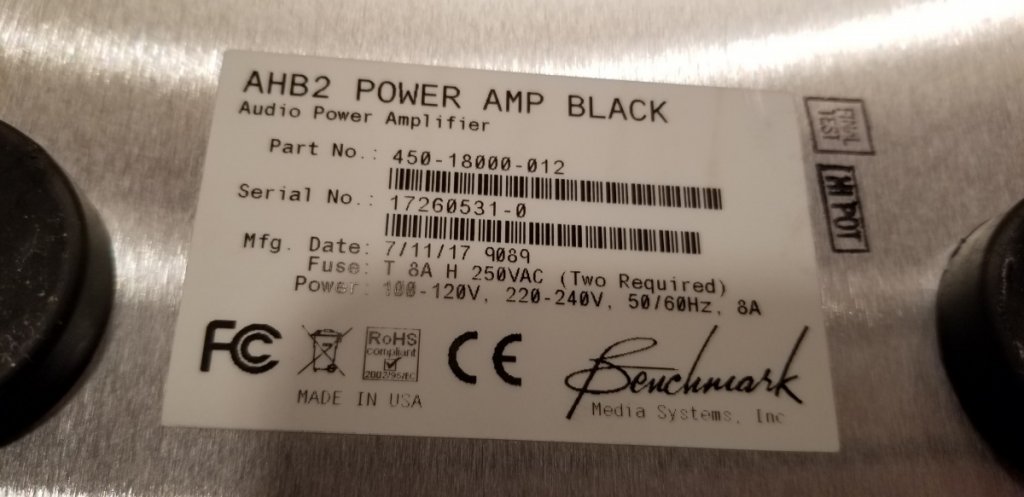 AHB2 POWER AMP BLACK
Audio Power Amplifier
Part No.: 450-18000-012
Serial No.: 17260531-0
Mfg. Date: 7/11/17 9089
Fuse: T 8A H 250VAC (Two Required)
Power: 100-120V, 220-240V, 50/60Hz, 8A
FC
RoHS
compliant
2002/95/EC
CE
MADE IN USA
Benchmark
Media Systems, Inc
FINAL
TEST
HI POT